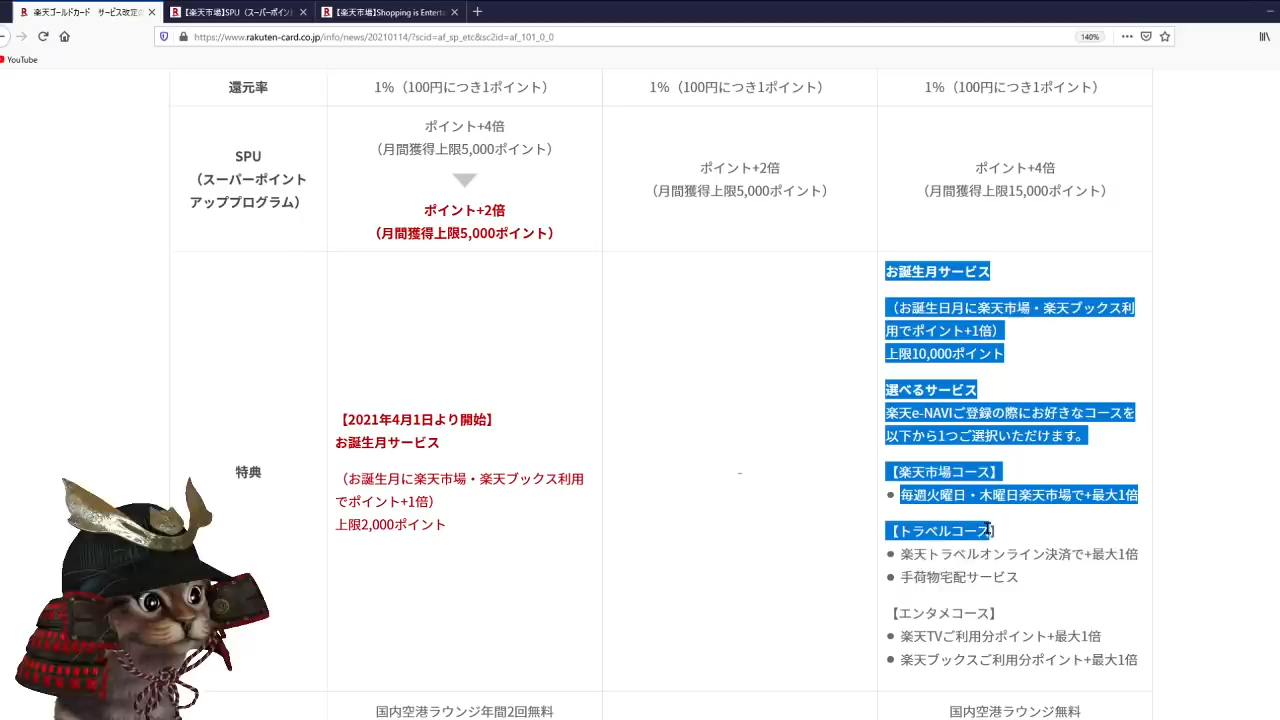 楽天ゴールドカード サービス改定の
【楽天市場】SPU（スーパーポイン
【楽天市場】Shopping is Enterta
https://www.rakuten-card.co.jp/info/news/20210114/?scid=af_sp_etc&sc2id=af_101_0_0
140%
YouTube
還元率
1%（100円につき1ポイント）
1%（100円につき1ポイント）
1%（100円につき1ポイント）
SPU
（スーパーポイント
アッププログラム）
ポイント+4倍
（月間獲得上限5,000ポイント）
ポイント+2倍
（月間獲得上限5,000ポイント）
ポイント+2倍
（月間獲得上限5,000ポイント）
ポイント+4倍
（月間獲得上限15,000ポイント）
特典
【2021年4月1日より開始】
お誕生月サービス
（お誕生月に楽天市場・楽天ブックス利用
でポイント+1倍）
上限2,000ポイント
-
お誕生月サービス
（お誕生日月に楽天市場・楽天ブックス利
用でポイント+1倍）
上限10,000ポイント
選べるサービス
楽天e-NAVIご登録の際にお好きなコースを
以下から1つご選択いただけます。
【楽天市場コース】
● 毎週火曜日・木曜日楽天市場で+最大1倍
【トラベルコース】
● 楽天トラベルオンライン決済で+最大1倍
● 手荷物宅配サービス
【エンタメコース】
● 楽天TVご利用分ポイント+最大1倍
● 楽天ブックスご利用分ポイント+最大1倍
国内空港ラウンジ年間2回無料
国内空港ラウンジ無料